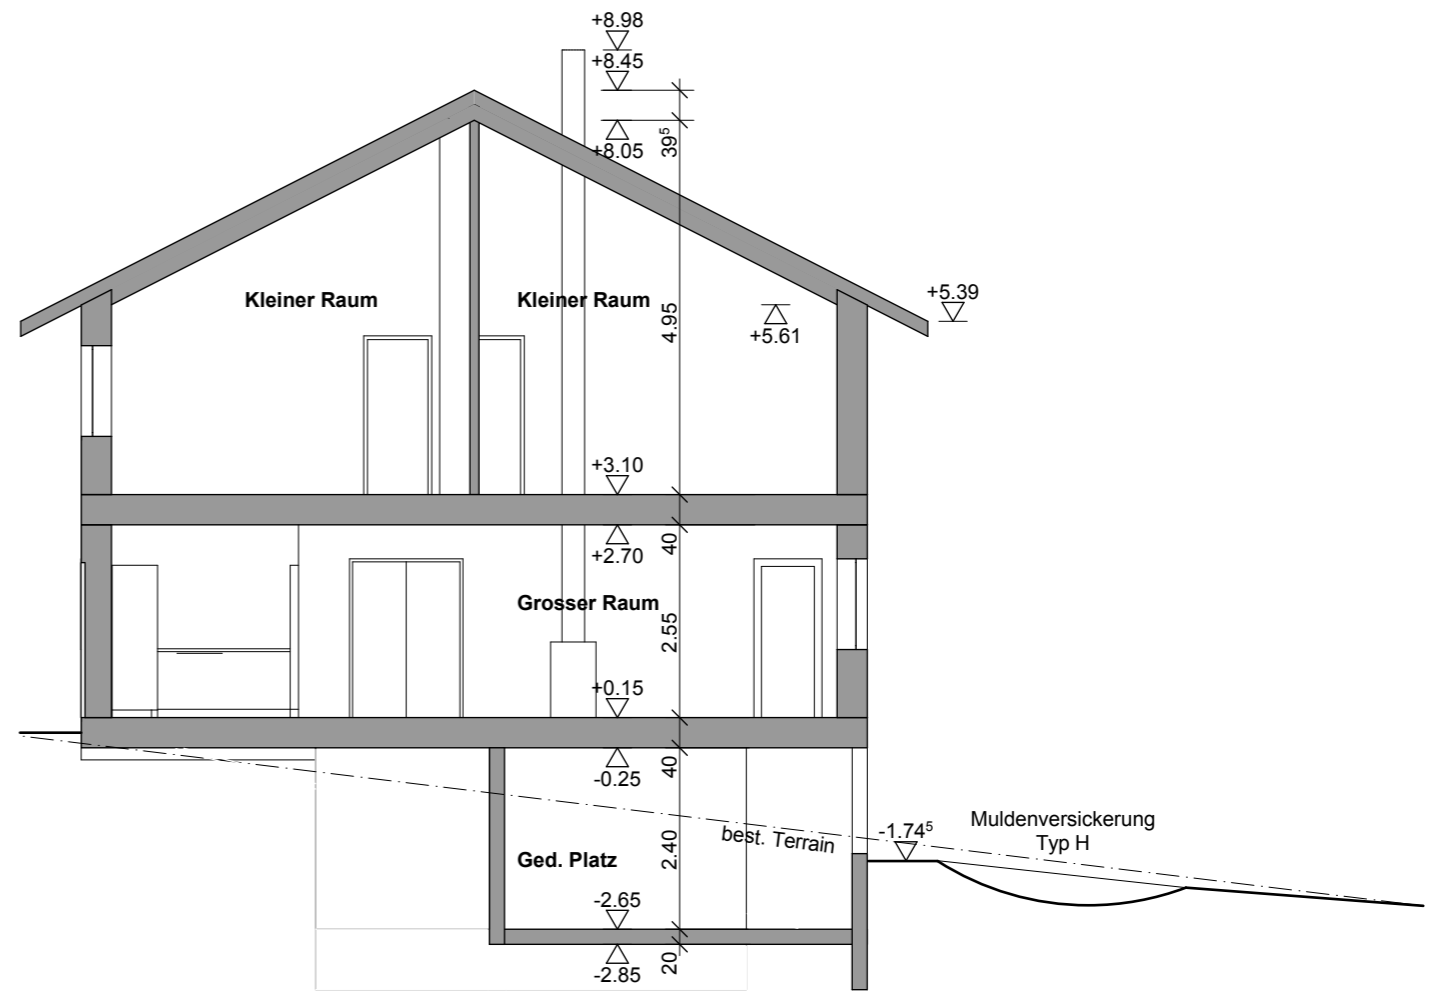 +8.98
+8.45
+8.05
39⁵
Kleiner Raum
Kleiner Raum
+5.39
+5.61
4.95
+3.10
+2.70
40
Grosser Raum
2.55
+0.15
-0.25
40
best. Terrain
-1.74⁵
Muldenversickerung
Typ H
Ged. Platz
2.40
-2.65
-2.85
20